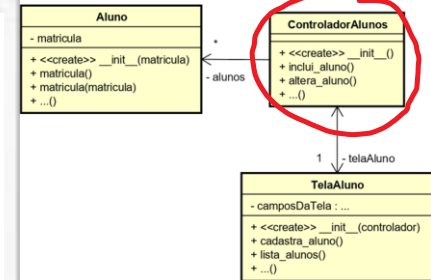 Aluno
- matricula
+ <<create>> __init__(matricula)
+ matricula()
+ matricula(matricula)
+ ...()
*
- alunos
ControladorAlunos
+ <<create>> __init__()
+ inclui_aluno()
+ altera_aluno()
+ ...()
1
- telaAluno
TelaAluno
- camposDaTela : ...
+ <<create>> __init__(controlador)
+ cadastra_aluno()
+ lista_alunos()
+ ...()